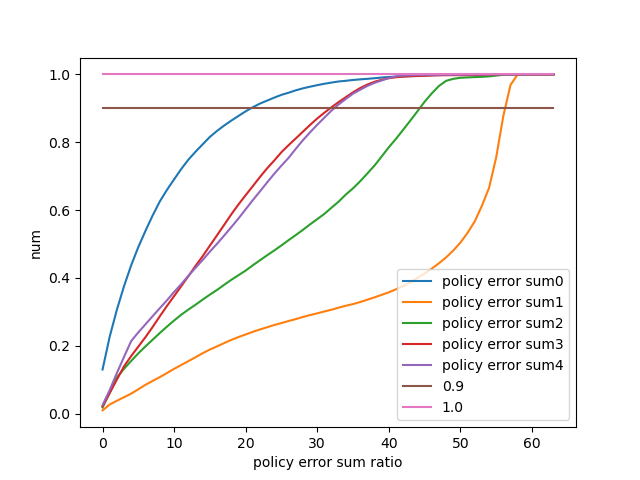 1.0
0.8
0.6
0.4
0.2
0.0
num
0 10 20 30 40 50 60
policy error sum ratio
policy error sum0
policy error sum1
policy error sum2
policy error sum3
policy error sum4
0.9
1.0